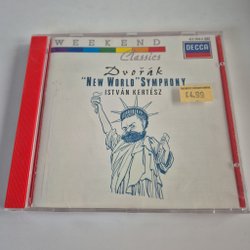 WEEKEND
Classics
DECCA
Dvořák
"NEW WORLD" SYMPHONY
ISTVÁN KERTÉSZ
£4.99